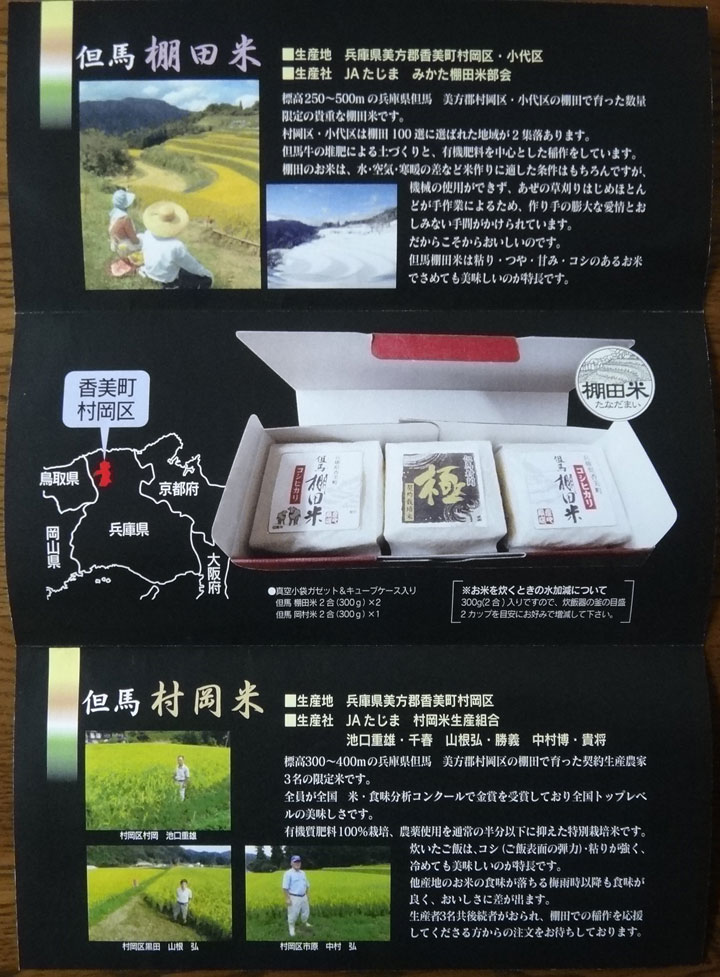 但馬 棚田米
■生産地　兵庫県美方郡香美町村岡区・小代区
■生産社　JAたじま　みかた棚田米部会
標高250〜500mの兵庫県但馬　美方郡村岡区・小代区の棚田で育った数量
限定の貴重な棚田米です。
村岡区・小代区は棚田100選に選ばれた地域が2集落あります。
但馬牛の堆肥による土づくりと、有機肥料を中心とした稲作をしています。
棚田のお米は、水・空気・寒暖の差など米作りに適した条件はもちろんですが、
機械の使用ができず、あぜの草刈りはじめほとん
どが手作業によるため、作り手の膨大な愛情とお
しみない手間がかけられています。
だからこそからおいしいのです。
但馬棚田米は粘り・つや・甘み・コシのあるお米
でさめても美味しいのが特長です。
香美町
村岡区
鳥取県
京都府
兵庫県
岡山県
大阪府
棚田米
たなだまい
コシヒカリ
但馬 棚田米
極
コシヒカリ
但馬 棚田米
●真空小袋ガゼット＆キューブケース入り
但馬 棚田米2合(300g)×2
但馬 岡村米2合(300g)×1
※お米を炊くときの水加減について
300g(2合)入りですので、炊飯器の釜の目盛
2カップを目安にお好みで増減して下さい。
但馬 村岡米
■生産地　兵庫県美方郡香美町村岡区
■生産社　JAたじま　村岡米生産組合
池口重雄・千春　山根弘・勝義　中村博・貴将
標高300〜400mの兵庫県但馬　美方郡村岡区の棚田で育った契約生産農家
3名の限定米です。
全員が全国　米・食味分析コンクールで金賞を受賞しており全国トップレベ
ルの美味しさです。
有機質肥料100%栽培、農薬使用を通常の半分以下に抑えた特別栽培米です。
炊いたご飯は、コシ(ご飯表面の弾力)・粘りが強く、
冷めても美味しいのが特長です。
他産地のお米の食味が落ちる梅雨時以降も食味が
良く、おいしさに差が出ます。
生産者3名共後続者がおられ、棚田での稲作を応援
してくださる方からの注文をお待ちしております。
村岡区村岡　池口重雄
村岡区黒田　山根　弘
村岡区市原　中村　弘